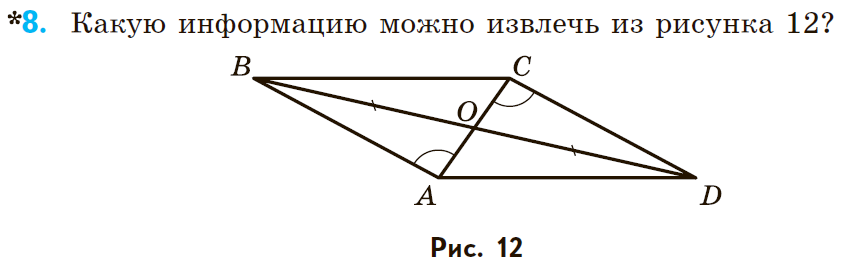 *8. Какую информацию можно извлечь из рисунка 12?
B
C
O
A
D
Рис. 12